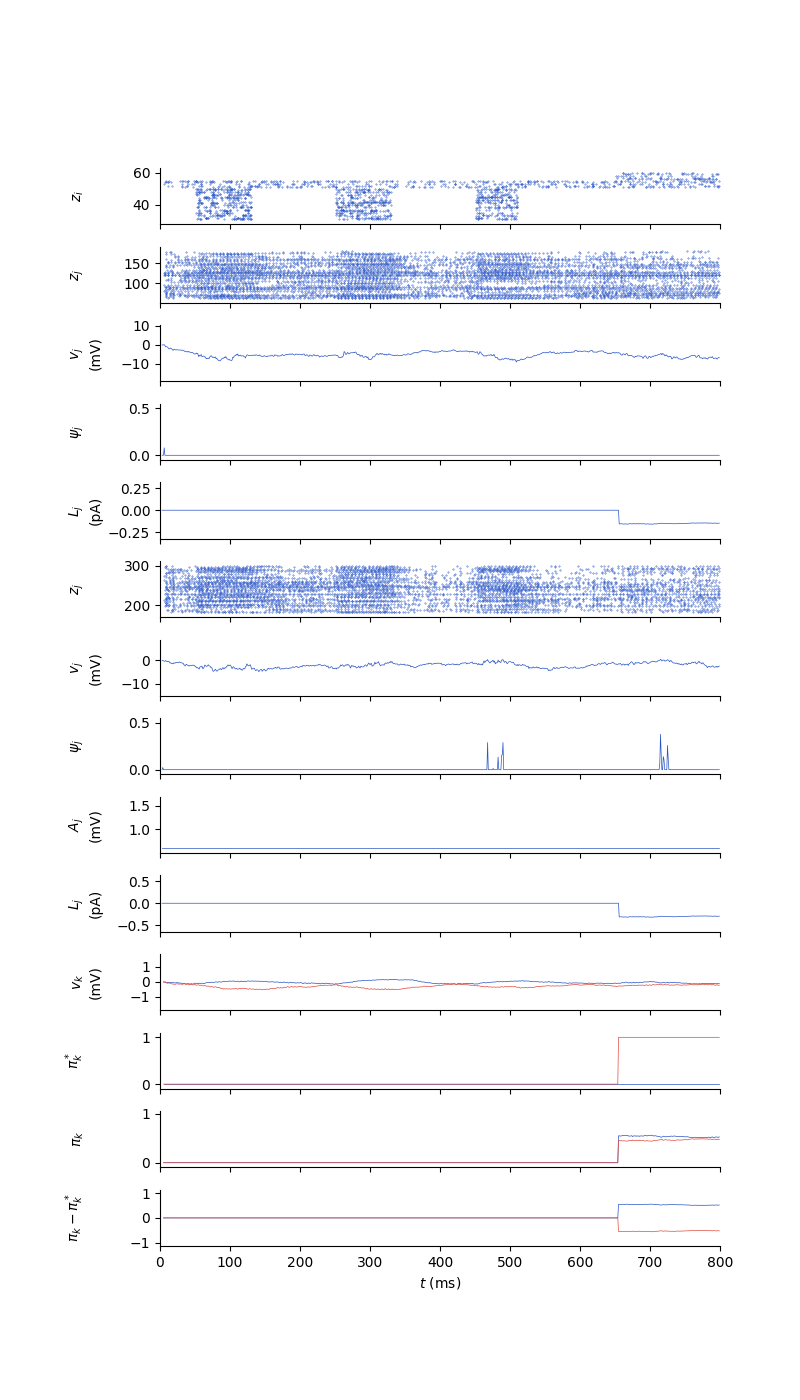 60
40
z_i
150
100
z_j
10
0
−10
v_j
(mV)
0.5
0.0
ψ_j
0.25
0.00
−0.25
L_j
(pA)
300
200
z_j
0
−10
v_j
(mV)
0.5
0.0
ψ_j
1.5
1.0
A_j
(mV)
0.5
0.0
−0.5
L_j
(pA)
1
0
−1
v_k
(mV)
1
0
π_k^*
1
0
π_k
1
0
−1
π_k − π_k^*
0 100 200 300 400 500 600 700 800
t (ms)